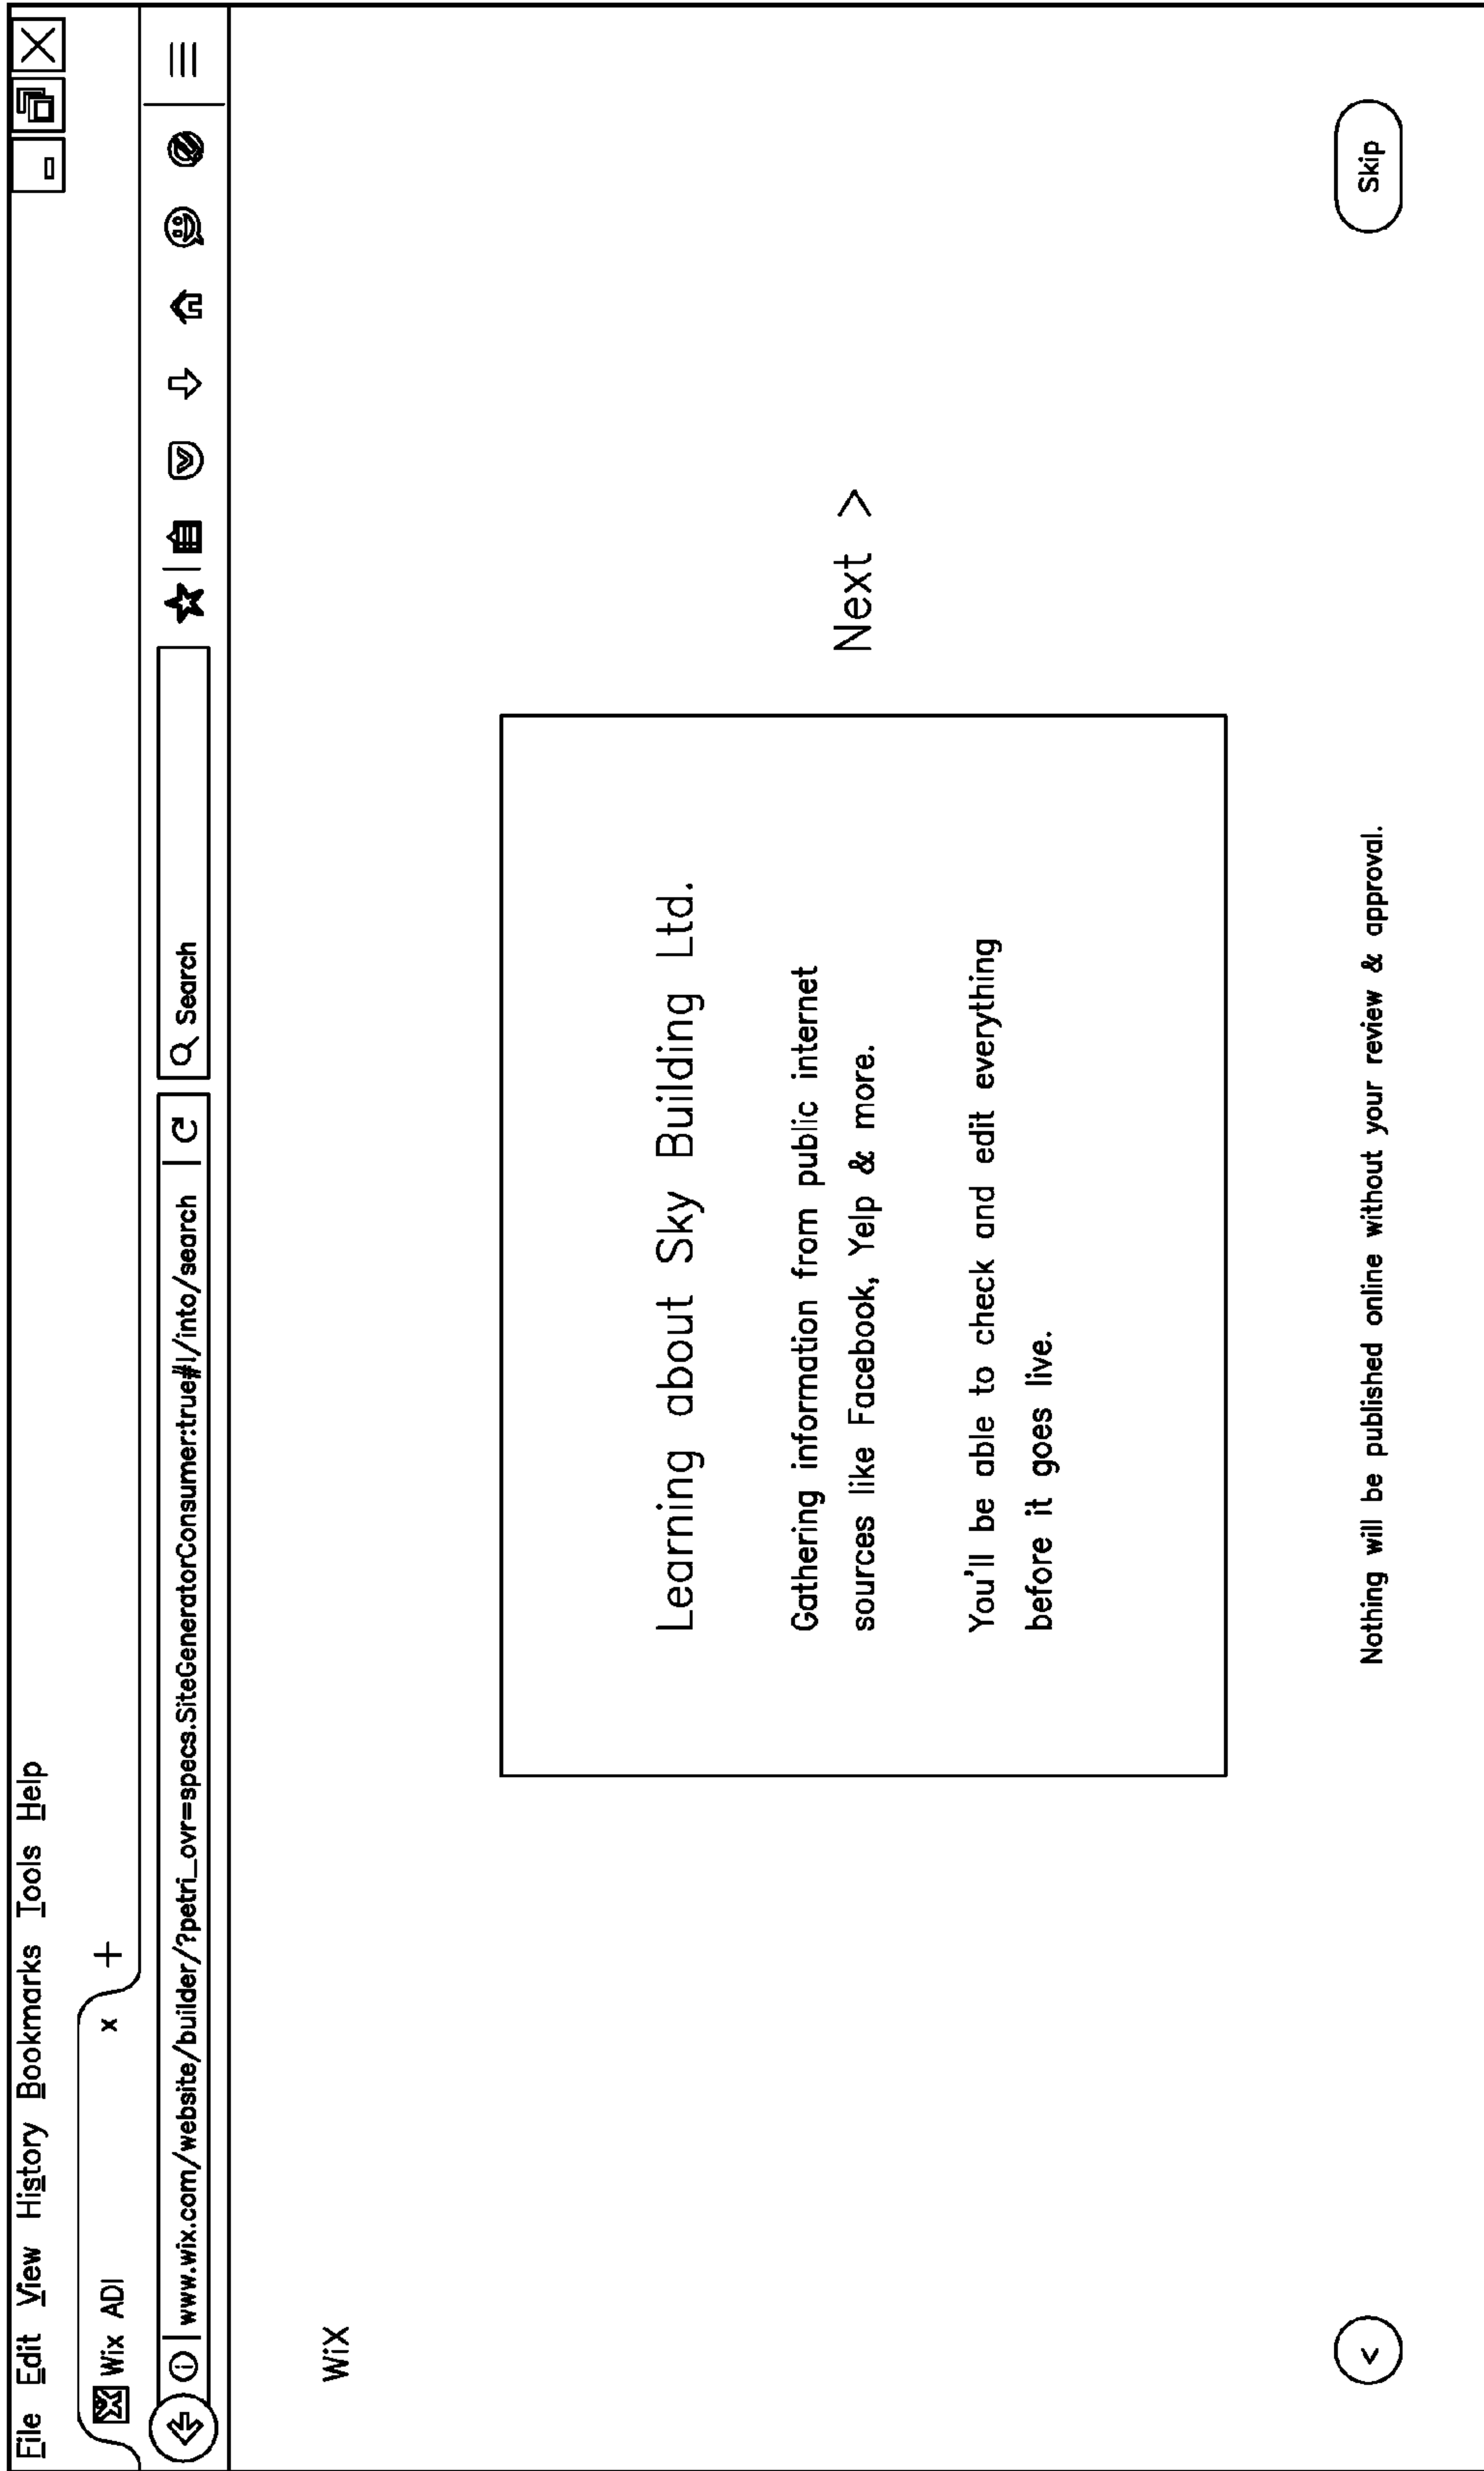 File Edit View History Bookmarks Tools Help
Wix ADI x +
www.wix.com/website/builder/?petri_ovr=specs.SiteGeneratorConsumer:true#!/into/search
Search
WiX
Learning about Sky Building Ltd.
Gathering information from public internet
sources like Facebook, Yelp & more.
You'll be able to check and edit everything
before it goes live.
Next >
<
Nothing will be published online without your review & approval.
Skip